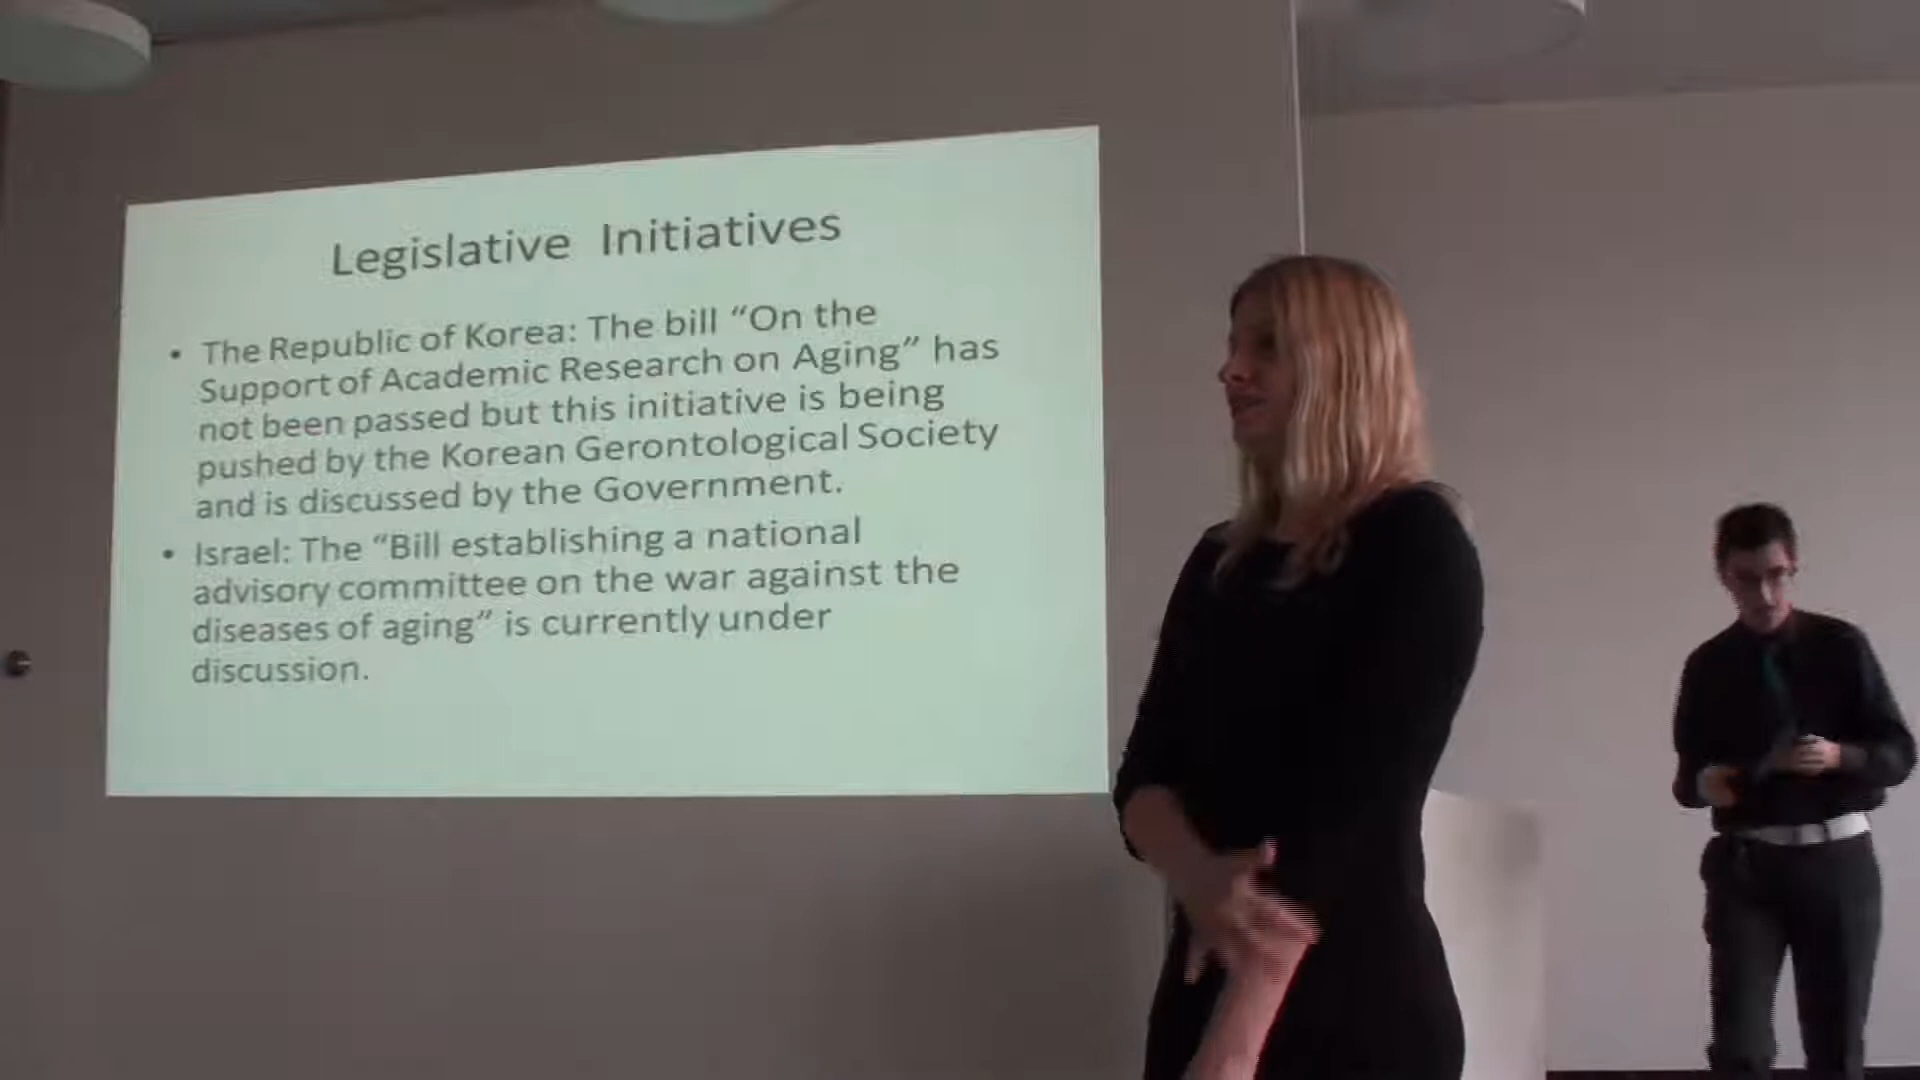 Legislative Initiatives
• The Republic of Korea: The bill “On the
Support of Academic Research on Aging” has
not been passed but this initiative is being
pushed by the Korean Gerontological Society
and is discussed by the Government.
• Israel: The “Bill establishing a national
advisory committee on the war against the
diseases of aging” is currently under
discussion.